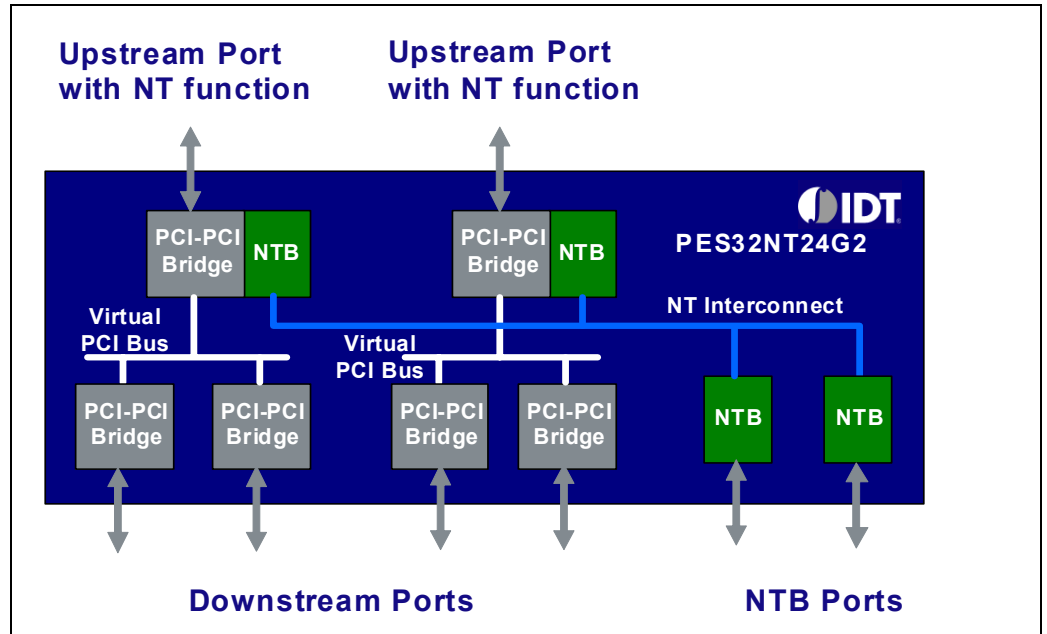 Upstream Port
with NT function
Upstream Port
with NT function
IDT
PES32NT24G2
PCI-PCI
Bridge
NTB
PCI-PCI
Bridge
NTB
NT Interconnect
Virtual
PCI Bus
Virtual
PCI Bus
PCI-PCI
Bridge
PCI-PCI
Bridge
PCI-PCI
Bridge
PCI-PCI
Bridge
NTB
NTB
Downstream Ports
NTB Ports